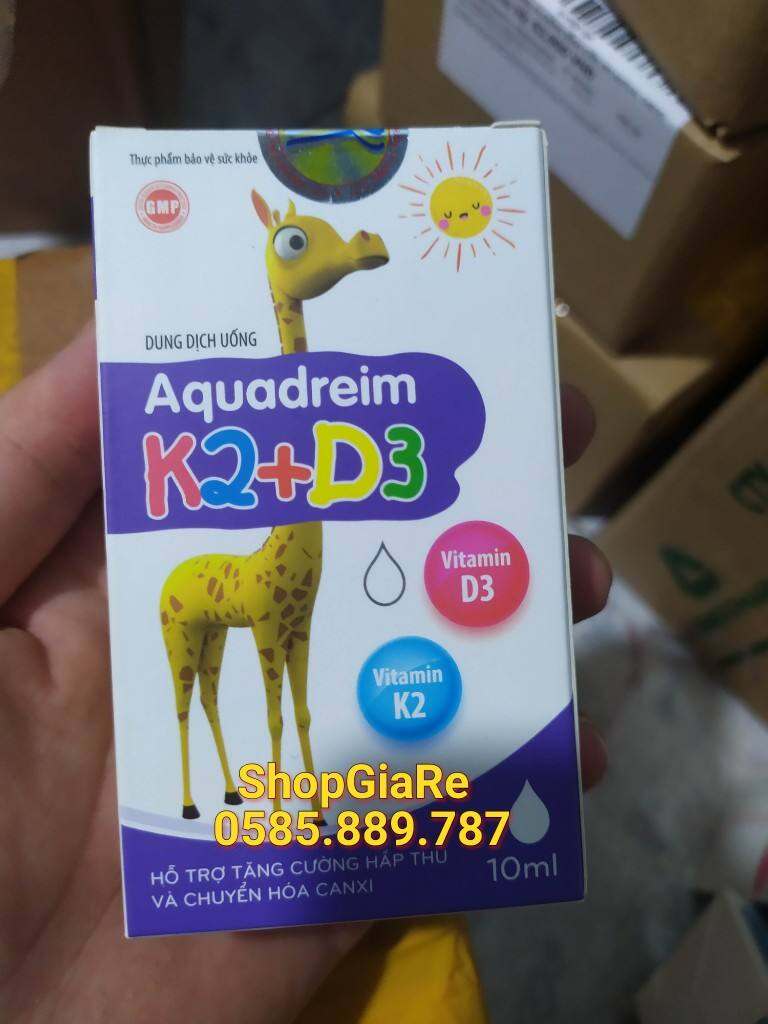 Thực phẩm bảo vệ sức khỏe
GMP
DUNG DỊCH UỐNG
Aquadreim
K2+D3
Vitamin
D3
Vitamin
K2
ShopGiaRe
0585.889.787
HỖ TRỢ TĂNG CƯỜNG HẤP THU
VÀ CHUYỂN HÓA CANXI
10ml